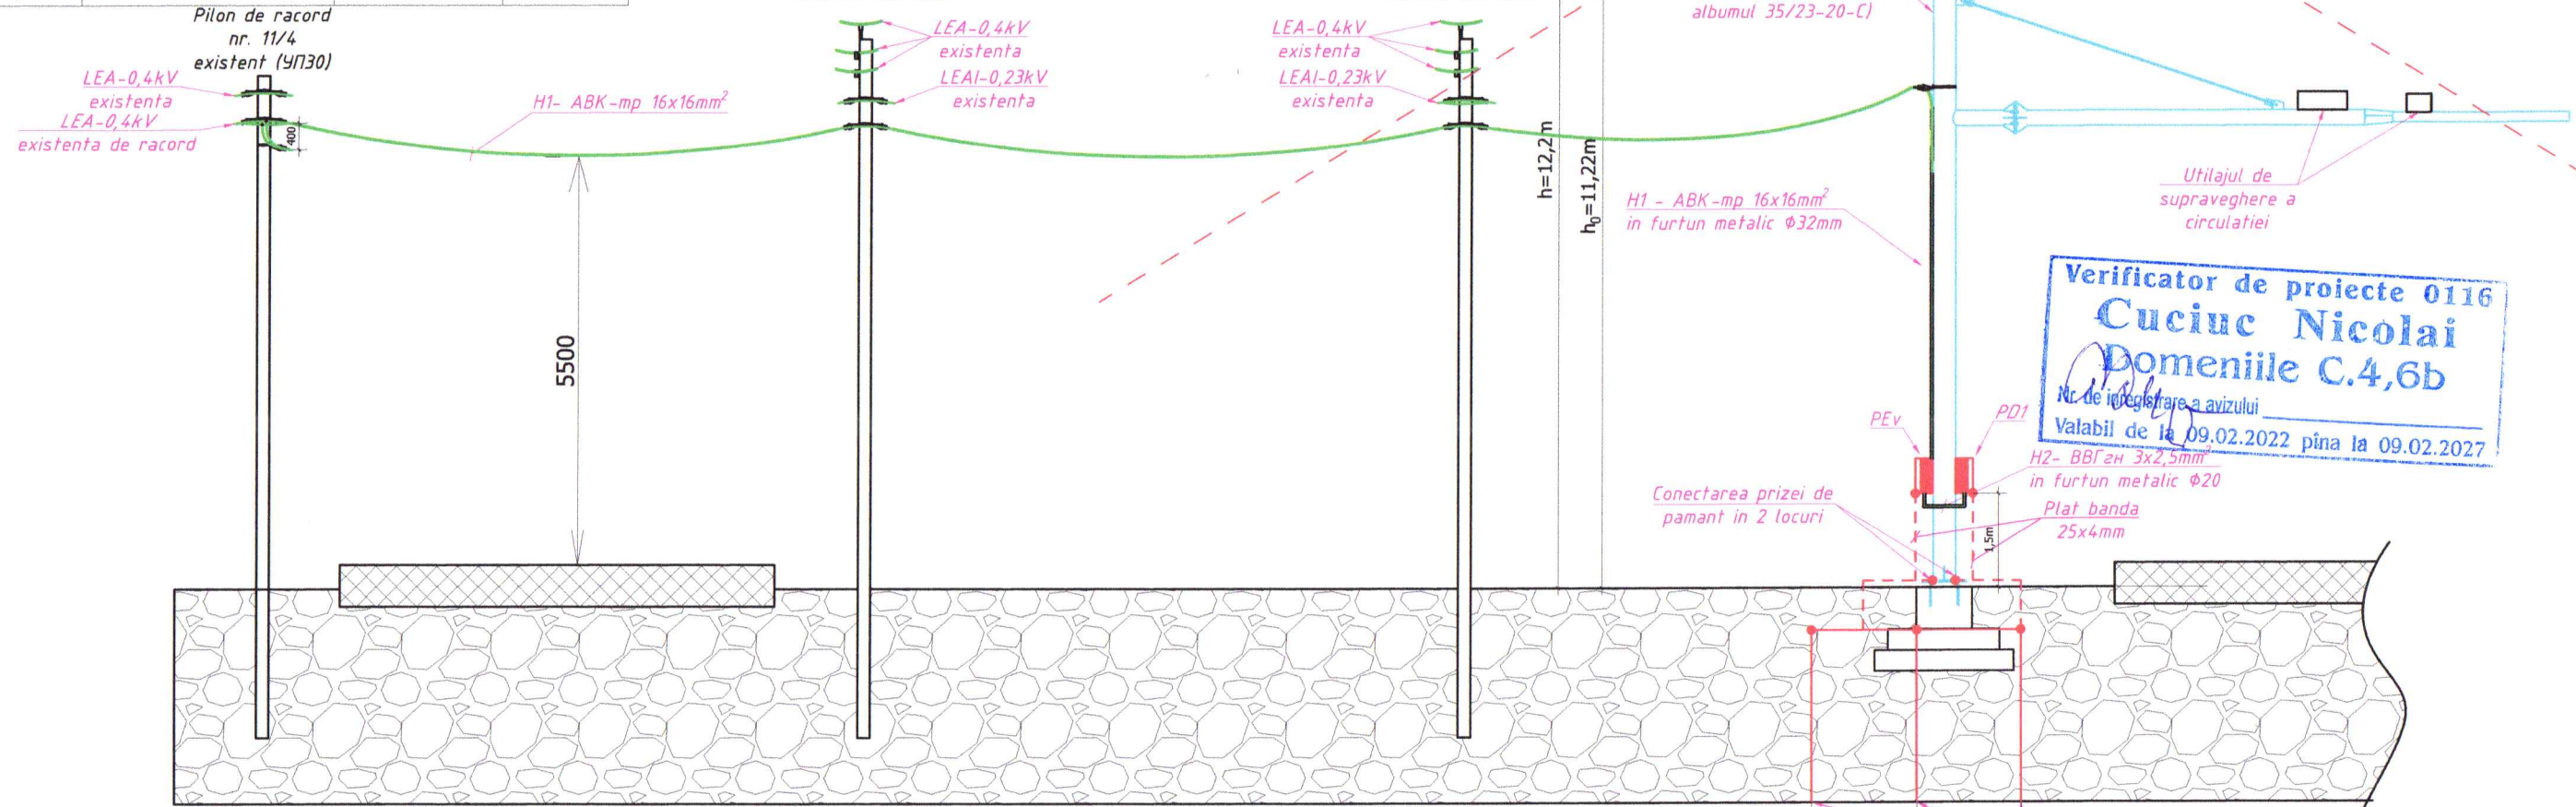 Pilon de racord
nr. 11/4
existent (УП30)
LEA-0,4kV
existenta
LEA-0,4kV
existenta de racord
400
H1- ABK-mp 16x16mm²
5500
LEA-0,4kV
existenta
LEAI-0,23kV
existenta
LEA-0,4kV
existenta
LEAI-0,23kV
existenta
h=12,2m
h₀=11,22m
albumul 35/23-20-C)
H1 - ABK-mp 16x16mm²
in furtun metalic Φ32mm
Utilajul de
supraveghere a
circulatiei
Verificator de proiecte 0116
Cuciuc Nicolai
Domeniile C.4,6b
Nr. de inregistrare a avizului
Valabil de la 09.02.2022 pîna la 09.02.2027
PEv
PD1
H2- ВВГгн 3x2,5mm²
in furtun metalic Φ20
Conectarea prizei de
pamant in 2 locuri
Plat banda
25x4mm
1,5m